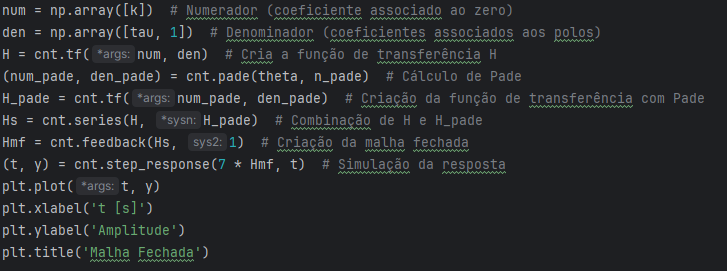 num = np.array([k])  # Numerador (coeficiente associado ao zero)
den = np.array([tau, 1])  # Denominador (coeficientes associados aos polos)
H = cnt.tf( *args: num, den)  # Cria a função de transferência H
(num_pade, den_pade) = cnt.pade(theta, n_pade)  # Cálculo de Pade
H_pade = cnt.tf( *args: num_pade, den_pade)  # Criação da função de transferência com Pade
Hs = cnt.series(H, *sysn: H_pade)  # Combinação de H e H_pade
Hmf = cnt.feedback(Hs, sys2: 1)  # Criação da malha fechada
(t, y) = cnt.step_response(7 * Hmf, t)  # Simulação da resposta
plt.plot( *args: t, y)
plt.xlabel('t [s]')
plt.ylabel('Amplitude')
plt.title('Malha Fechada')